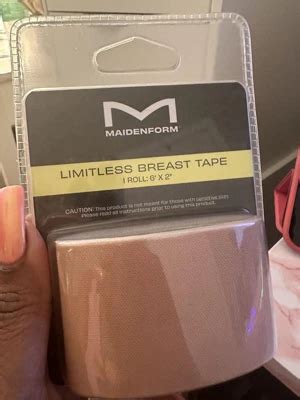 M
MAIDENFORM
LIMITLESS BREAST TAPE
1 ROLL: 6' X 2"
CAUTION: This product is not meant for those with sensitive skin.
Please read all instructions prior to using this product.